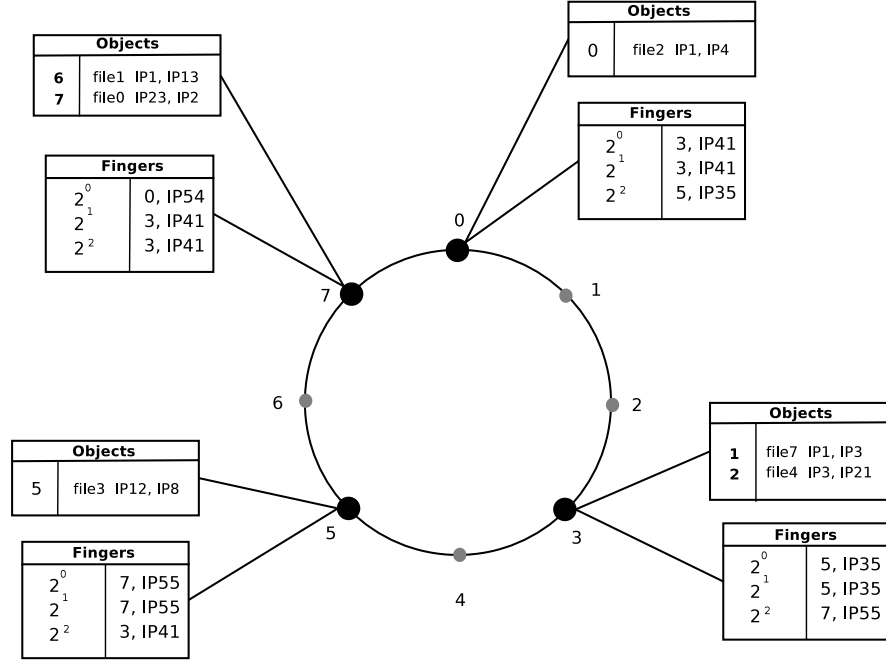 Objects
6 file1 IP1, IP13
7 file0 IP23, IP2
Fingers
2^0 0, IP54
2^1 3, IP41
2^2 3, IP41
Objects
0 file2 IP1, IP4
Fingers
2^0 3, IP41
2^1 3, IP41
2^2 5, IP35
0
7
1
6
2
5
3
4
Objects
5 file3 IP12, IP8
Fingers
2^0 7, IP55
2^1 7, IP55
2^2 3, IP41
Objects
1 file7 IP1, IP3
2 file4 IP3, IP21
Fingers
2^0 5, IP35
2^1 5, IP35
2^2 7, IP55